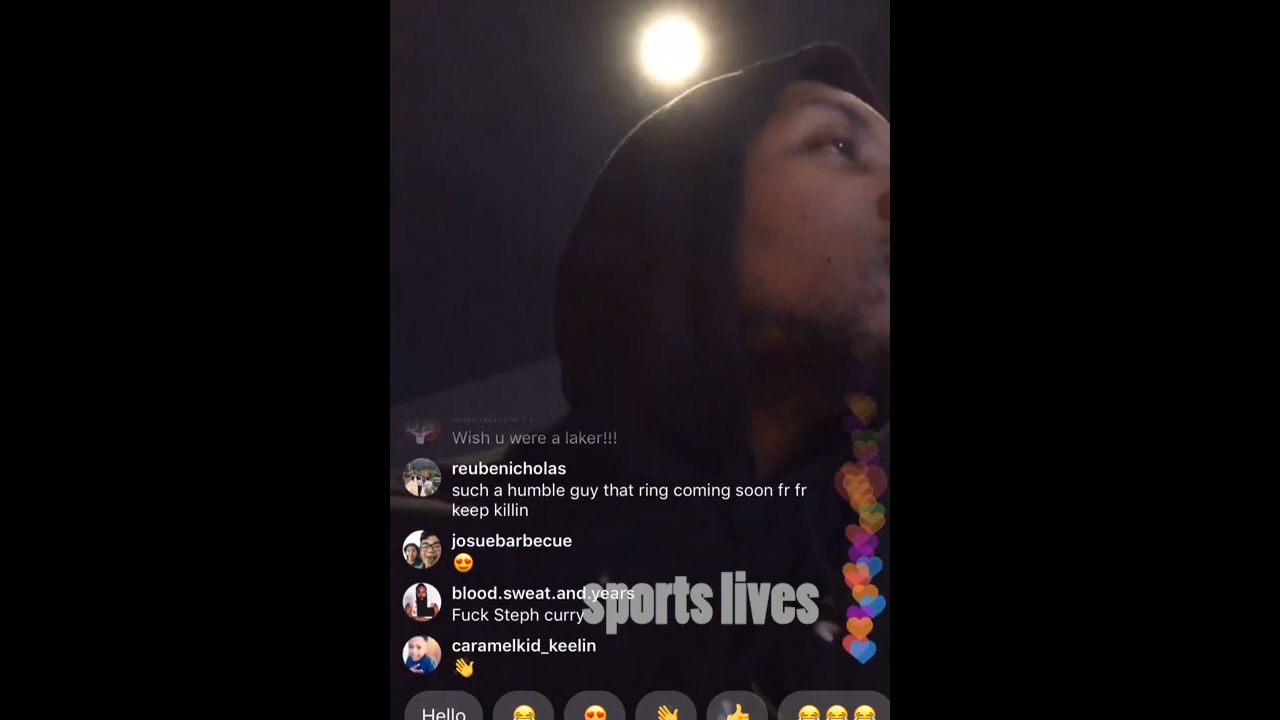 Wish u were a laker!!!
reubenicholas
such a humble guy that ring coming soon fr fr
keep killin
josuebarbecue
😍
blood.sweat.and.years
Fuck Steph curry
sports lives
caramelkid_keelin
👋
Hello 😂 😍 👋 👍 😂😂😂